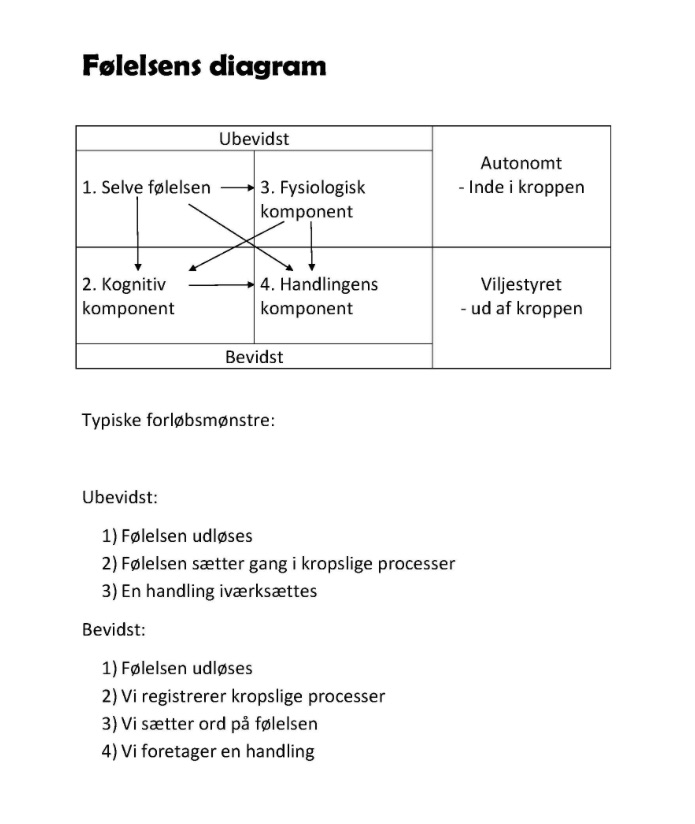 Følelsens diagram
Ubevidst
Autonomt
1. Selve følelsen
3. Fysiologisk
- Inde i kroppen
komponent
2. Kognitiv
4. Handlingens
Viljestyret
komponent
komponent
- ud af kroppen
Bevidst
Typiske forløbsmønstre:
Ubevidst:
1) Følelsen udløses
2) Følelsen sætter gang i kropslige processer
3) En handling iværksættes
Bevidst:
1) Følelsen udløses
2) Vi registrerer kropslige processer
3) Vi sætter ord på følelsen
4) Vi foretager en handling